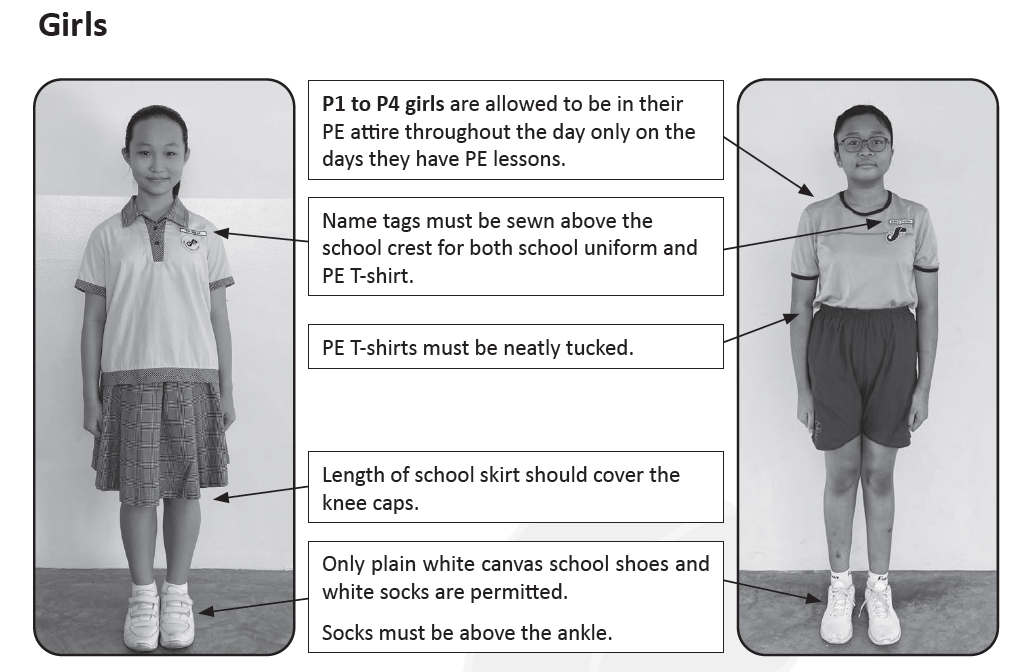 Girls
P1 to P4 girls are allowed to be in their
PE attire throughout the day only on the
days they have PE lessons.
Name tags must be sewn above the
school crest for both school uniform and
PE T-shirt.
PE T-shirts must be neatly tucked.
Length of school skirt should cover the
knee caps.
Only plain white canvas school shoes and
white socks are permitted.
Socks must be above the ankle.